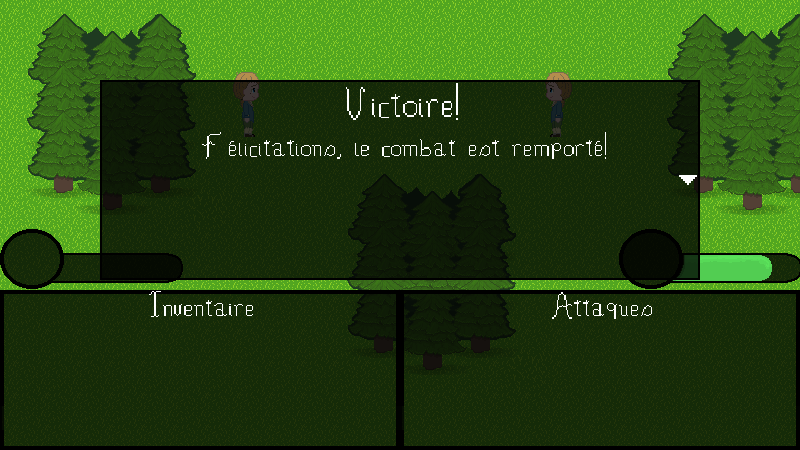 Victoire!
Félicitations, le combat est remporté!
Inventaire
Attaques